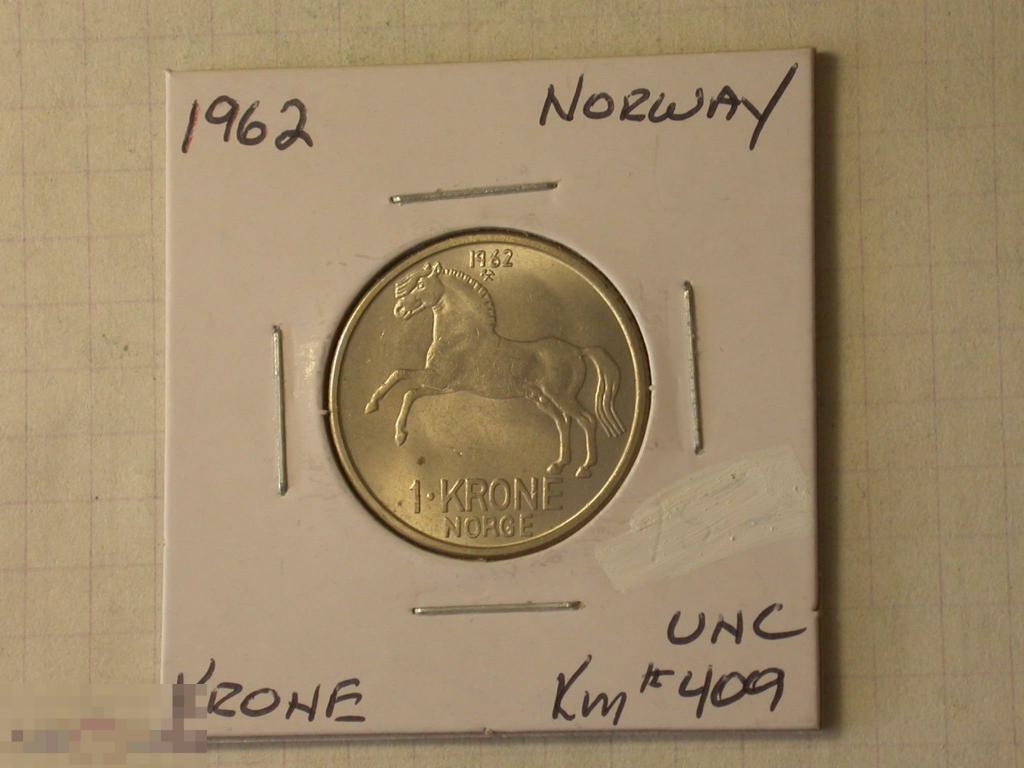 1962 NORWAY
1962
1·KRONE
NORGE
UNC
KRONE Km #409